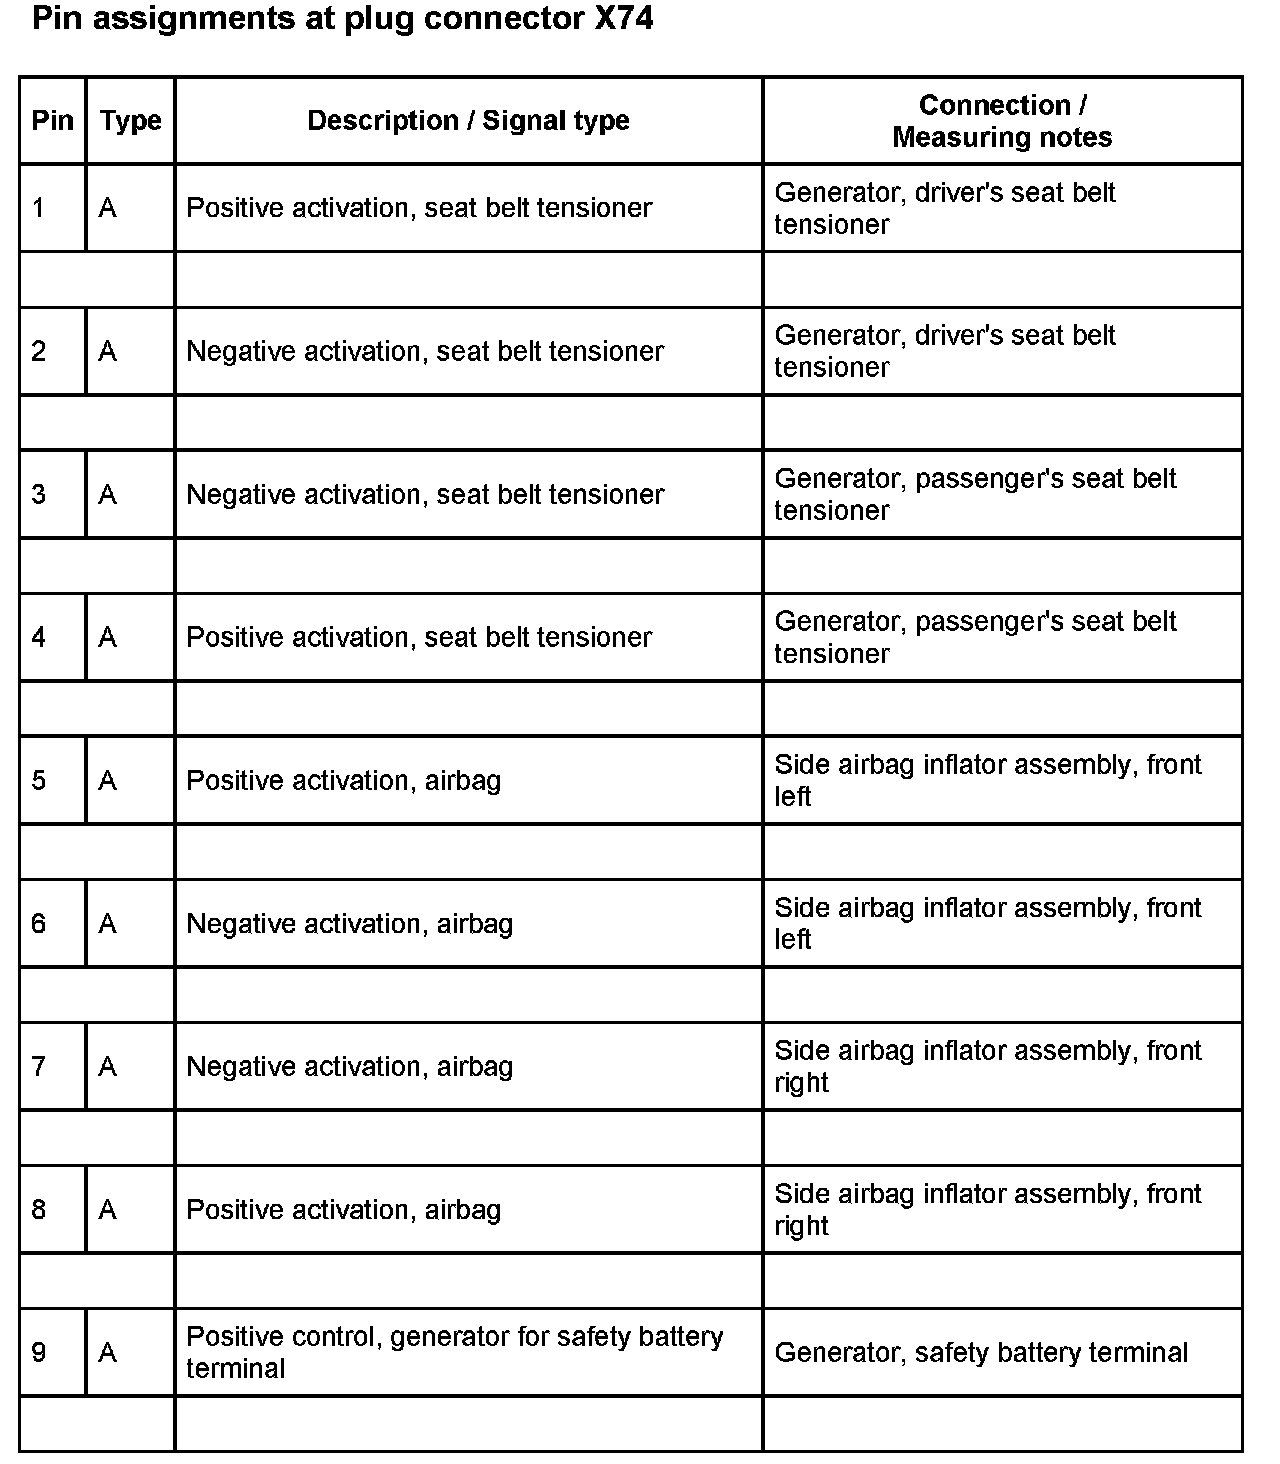 Pin assignments at plug connector X74
Pin Type Description / Signal type Connection /
Measuring notes
1 A Positive activation, seat belt tensioner Generator, driver's seat belt
tensioner
2 A Negative activation, seat belt tensioner Generator, driver's seat belt
tensioner
3 A Negative activation, seat belt tensioner Generator, passenger's seat belt
tensioner
4 A Positive activation, seat belt tensioner Generator, passenger's seat belt
tensioner
5 A Positive activation, airbag Side airbag inflator assembly, front
left
6 A Negative activation, airbag Side airbag inflator assembly, front
left
7 A Negative activation, airbag Side airbag inflator assembly, front
right
8 A Positive activation, airbag Side airbag inflator assembly, front
right
9 A Positive control, generator for safety battery
terminal Generator, safety battery terminal